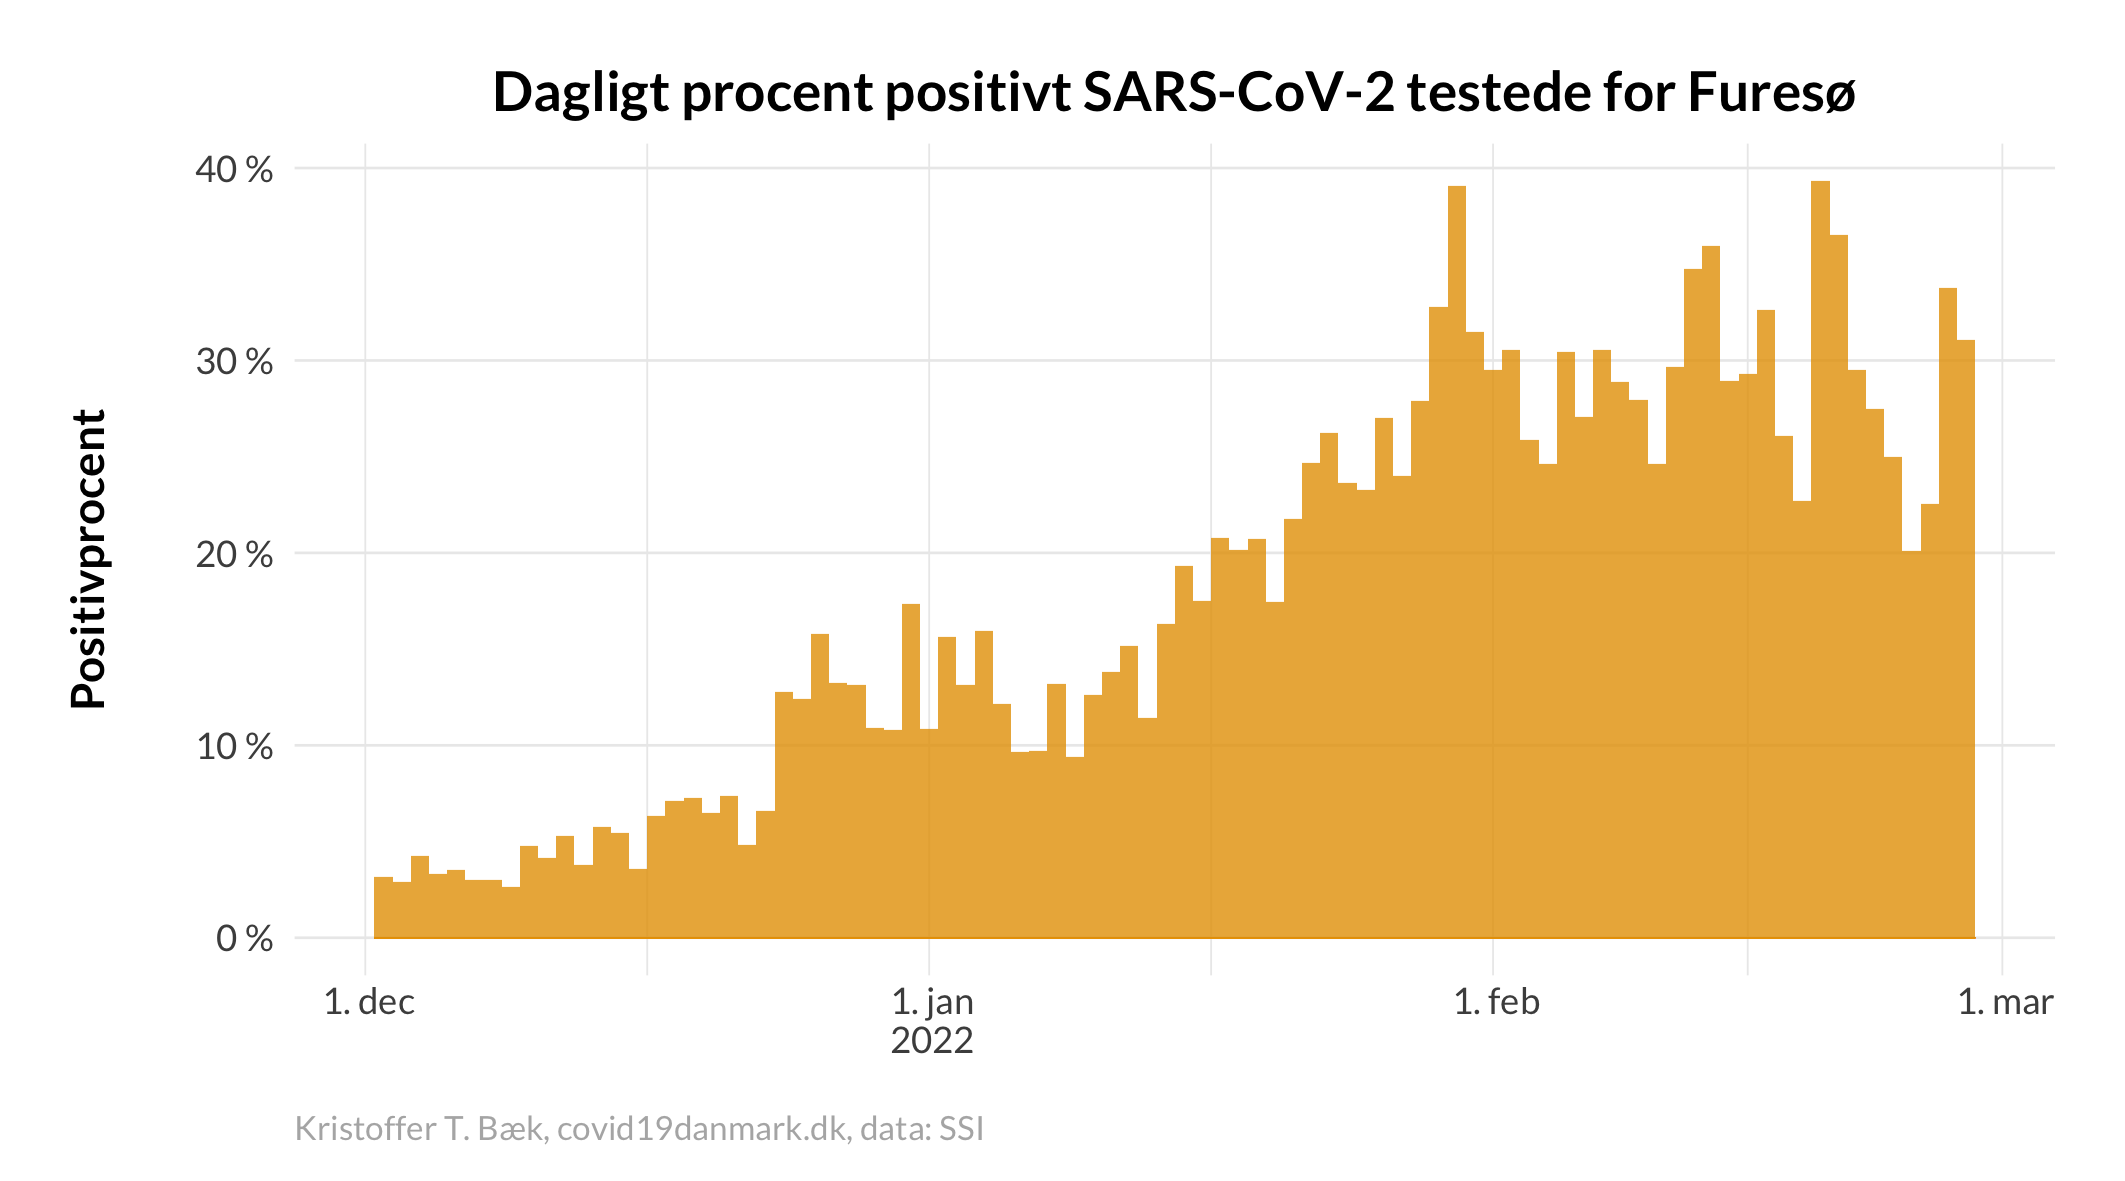 Dagligt procent positivt SARS-CoV-2 testede for Furesø
Positivprocent
40 %
30 %
20 %
10 %
0 %
1. dec
1. jan
2022
1. feb
1. mar
Kristoffer T. Bæk, covid19danmark.dk, data: SSI